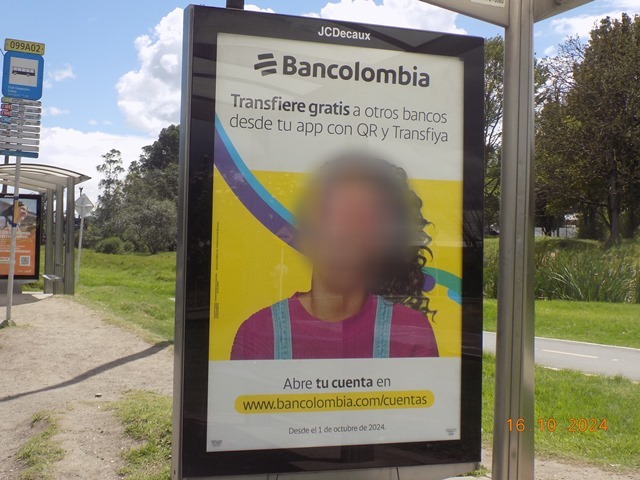 099A02
JCDecaux
Bancolombia
Transfiere gratis a otros bancos
desde tu app con QR y Transfiya
Abre tu cuenta en
www.bancolombia.com/cuentas
Desde el 1 de octubre de 2024.
16 10 2024